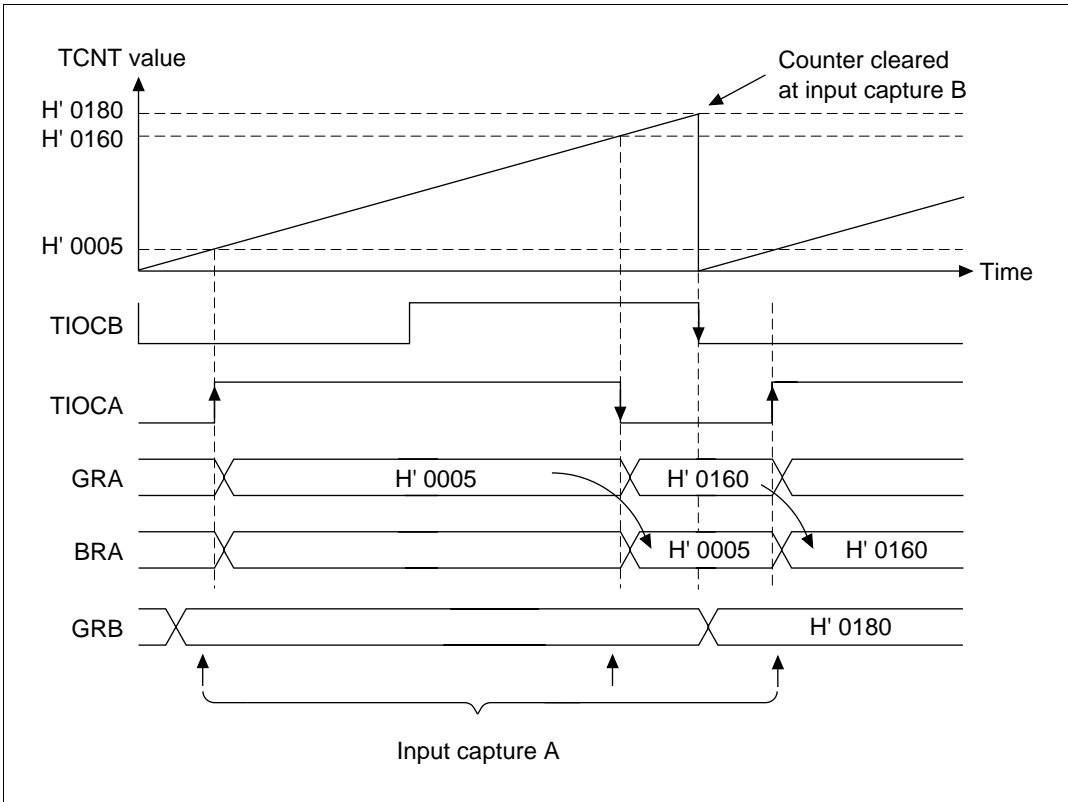 TCNT value
Counter cleared
at input capture B
H' 0180
H' 0160
H' 0005
Time
TIOCB
TIOCA
GRA
H' 0005
H' 0160
BRA
H' 0005
H' 0160
GRB
H' 0180
Input capture A